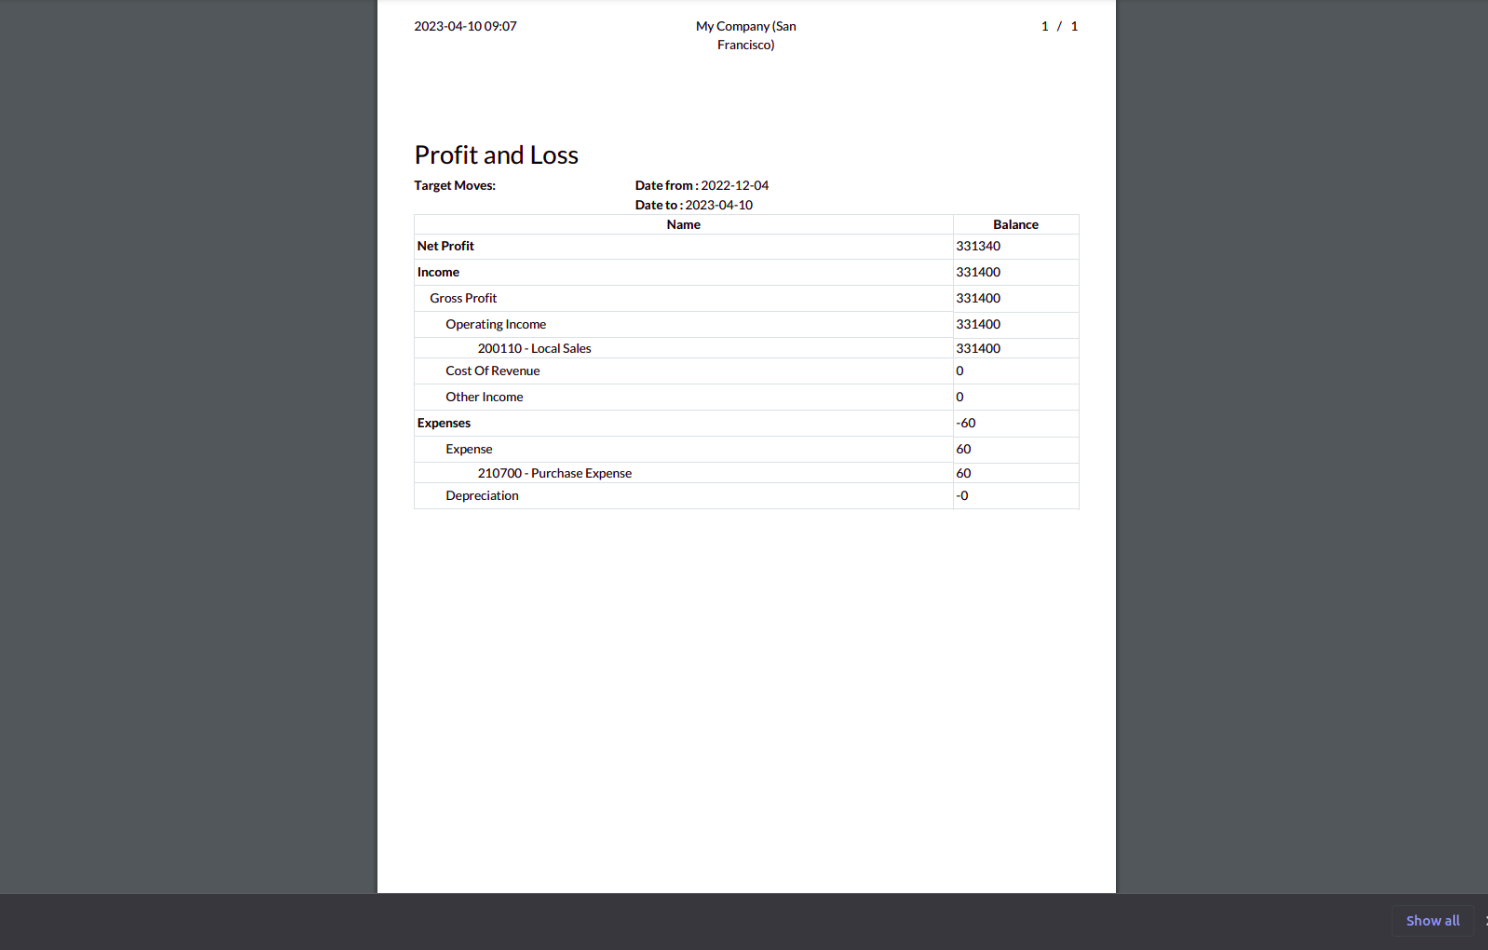 2023-04-10 09:07
My Company (San
Francisco)
1 / 1
Profit and Loss
Target Moves:
Date from : 2022-12-04
Date to : 2023-04-10
Name Balance
Net Profit 331340
Income 331400
Gross Profit 331400
Operating Income 331400
200110 - Local Sales 331400
Cost Of Revenue 0
Other Income 0
Expenses -60
Expense 60
210700 - Purchase Expense 60
Depreciation -0
Show all